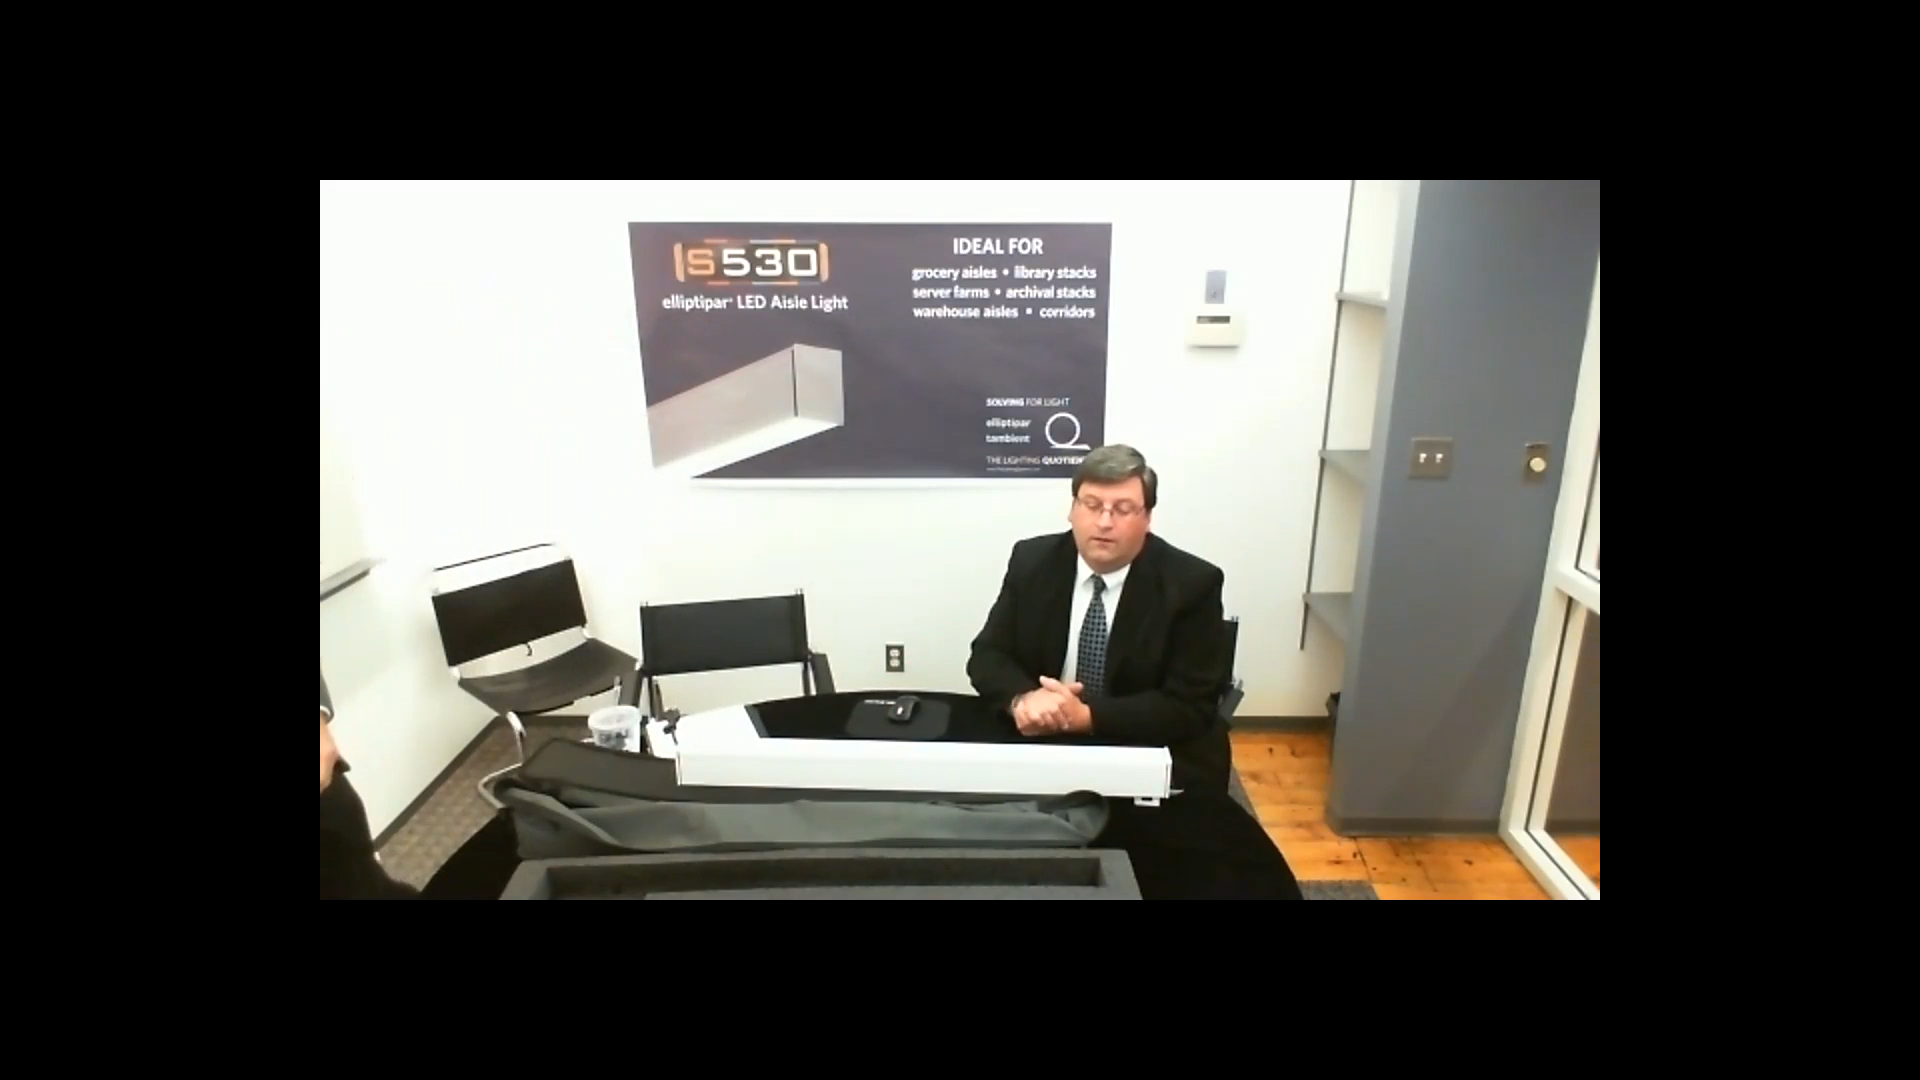 S530
elliptipar® LED Aisle Light
IDEAL FOR
grocery aisles • library stacks
server farms • archival stacks
warehouse aisles • corridors
SOLVING FOR LIGHT
elliptipar
tambient
THE LIGHTING QUOTIENT